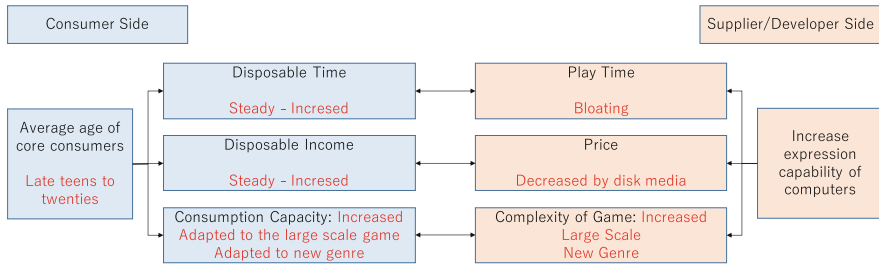 Consumer Side
Supplier/Developer Side
Average age of
core consumers
Late teens to
twenties
Disposable Time
Steady - Incresed
Disposable Income
Steady - Incresed
Consumption Capacity: Increased
Adapted to the large scale game
Adapted to new genre
Play Time
Bloating
Price
Decreased by disk media
Complexity of Game: Increased
Large Scale
New Genre
Increase
expression
capability of
computers